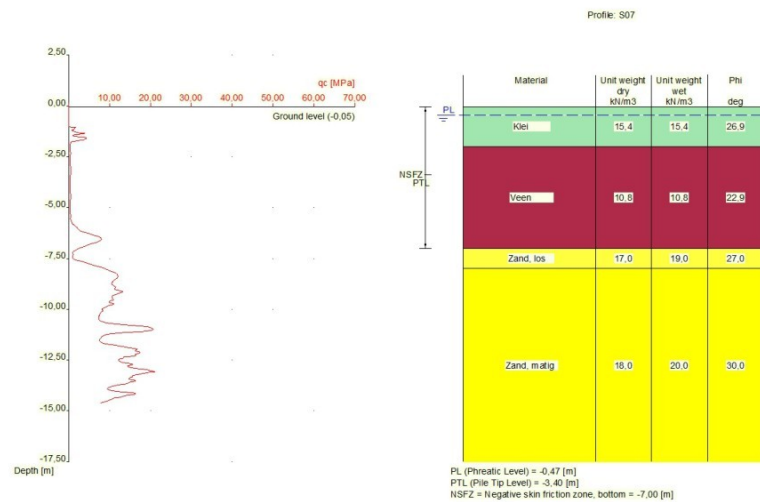 Profile: S07
2,50
qc [MPa]
10,00 20,00 30,00 40,00 50,00 60,00 70,00
0,00
Ground level (-0,05)
-2,50
-5,00
-7,50
-10,00
-12,50
-15,00
-17,50
Depth [m]
Material Unit weight dry kN/m3 Unit weight wet kN/m3 Phi deg
PL
Klei 15,4 15,4 26,9
NSFZ
PTL
Veen 10,8 10,8 22,9
Zand, los 17,0 19,0 27,0
Zand, matig 18,0 20,0 30,0
PL (Phreatic Level) = -0,47 [m]
PTL (Pile Tip Level) = -3,40 [m]
NSFZ = Negative skin friction zone, bottom = -7,00 [m]